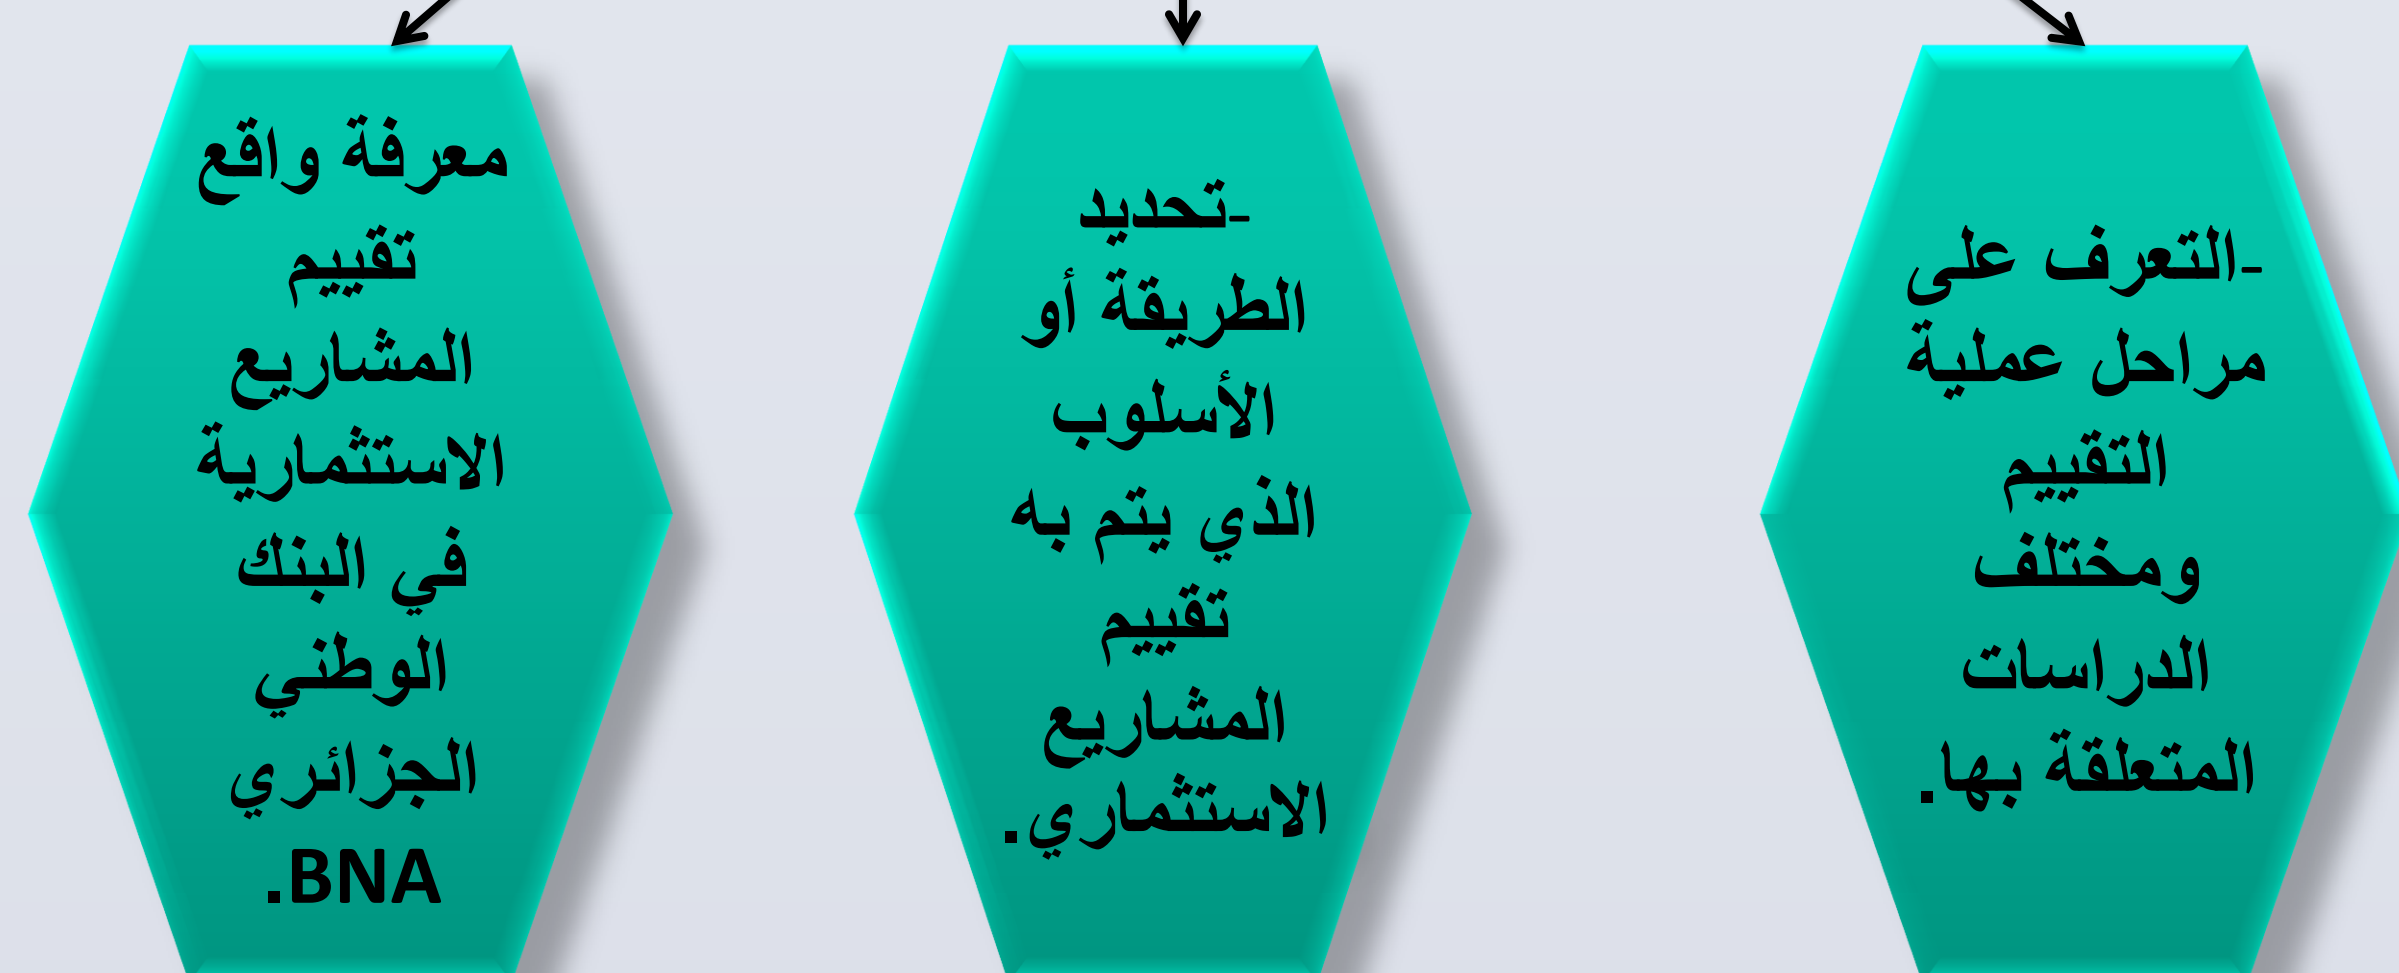 -التعرف على
مراحل عملية
التقييم
ومختلف
الدراسات
المتعلقة بها.
-تحديد
الطريقة أو
الأسلوب
الذي يتم به
تقييم
المشاريع
الاستثماري.
معرفة واقع
تقييم
المشاريع
الاستثمارية
في البنك
الوطني
الجزائري
BNA.